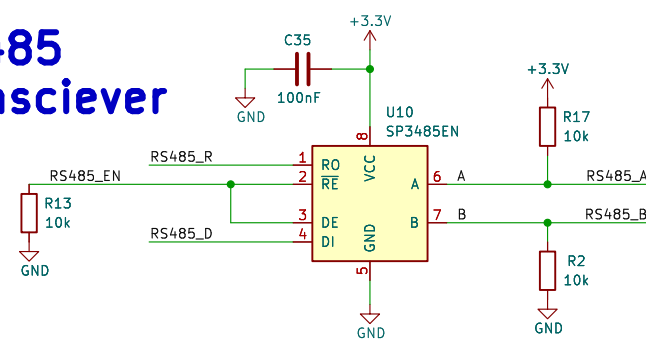 485
nsciever
+3.3V
C35
100nF
GND
+3.3V
R17
10k
U10
SP3485EN
8
VCC
RS485_R
1
RO
RS485_EN
2
RE
A
6
A
RS485_A
R13
10k
GND
3
DE
B
7
B
RS485_B
RS485_D
4
DI
GND
5
R2
10k
GND
GND